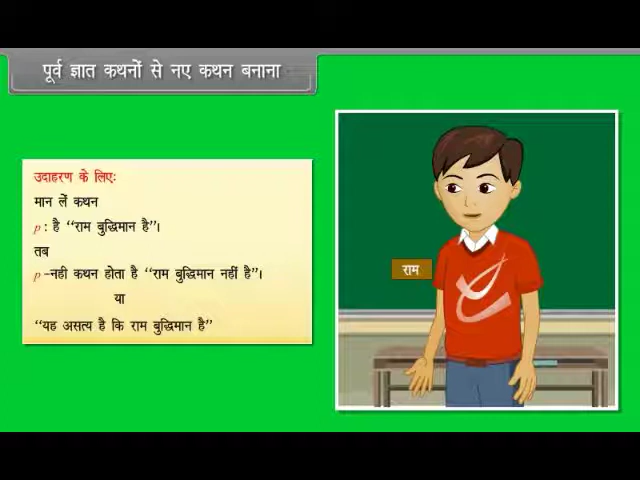 पूर्व ज्ञात कथनों से नए कथन बनाना
उदाहरण के लिएः
मान लें कथन
p : है “राम बुद्धिमान है”।
तब
p -नही कथन होता है “राम बुद्धिमान नहीं है”।
या
“यह असत्य है कि राम बुद्धिमान है”
राम